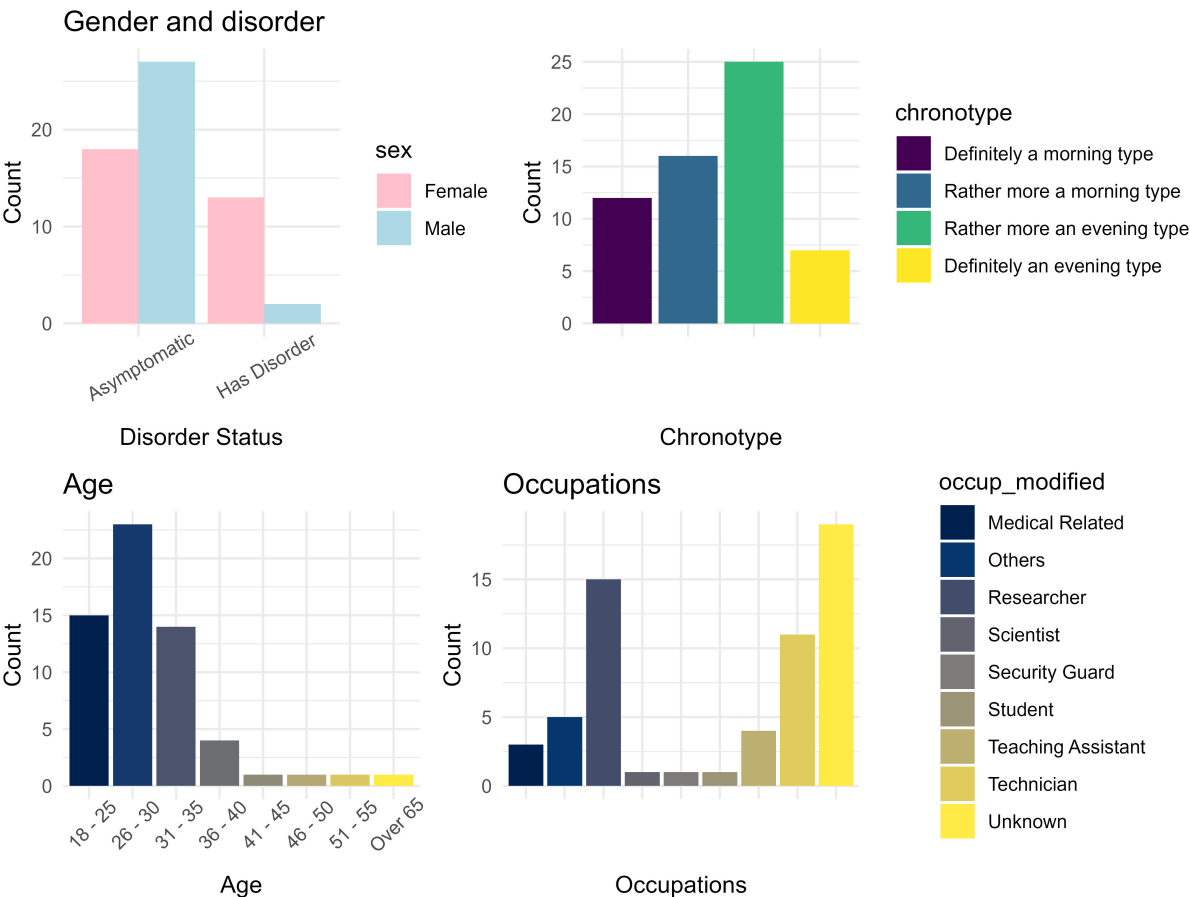 Gender and disorder
Count
20
10
0
Asymptomatic
Has Disorder
Disorder Status
sex
Female
Male
Count
25
20
15
10
5
0
Chronotype
chronotype
Definitely a morning type
Rather more a morning type
Rather more an evening type
Definitely an evening type
Age
Count
20
15
10
5
0
18 - 25
26 - 30
31 - 35
36 - 40
41 - 45
46 - 50
51 - 55
Over 65
Age
Occupations
Count
15
10
5
0
Occupations
occup_modified
Medical Related
Others
Researcher
Scientist
Security Guard
Student
Teaching Assistant
Technician
Unknown